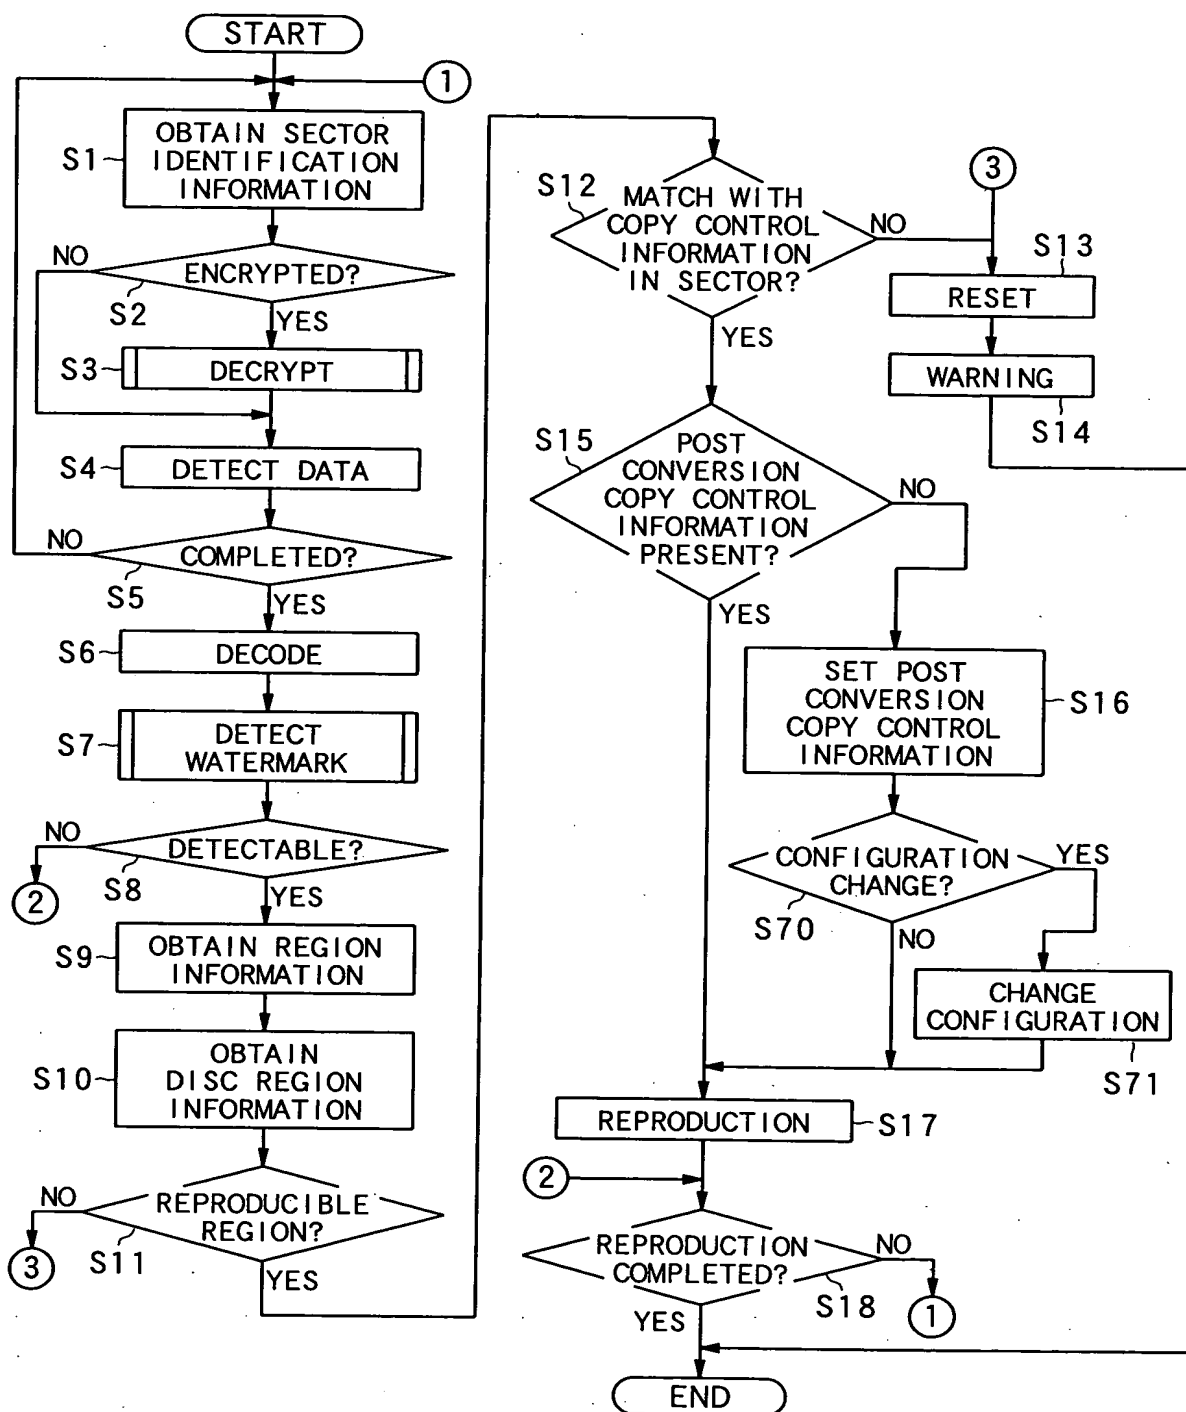 START
1
S1
OBTAIN SECTOR
IDENTIFICATION
INFORMATION
NO
ENCRYPTED?
S2
YES
S3
DECRYPT
S4
DETECT DATA
NO
COMPLETED?
S5
YES
S6
DECODE
S7
DETECT
WATERMARK
NO
DETECTABLE?
S8
2
YES
S9
OBTAIN REGION
INFORMATION
S10
OBTAIN
DISC REGION
INFORMATION
NO
REPRODUCIBLE
REGION?
3
S11
YES
S12
MATCH WITH
COPY CONTROL
INFORMATION
IN SECTOR?
NO
3
YES
S13
RESET
WARNING
S14
S15
POST
CONVERSION
COPY CONTROL
INFORMATION
PRESENT?
NO
YES
SET POST
CONVERSION
COPY CONTROL
INFORMATION
S16
CONFIGURATION
CHANGE?
YES
S70
NO
CHANGE
CONFIGURATION
S71
REPRODUCTION
S17
2
REPRODUCTION
COMPLETED?
NO
S18
1
YES
END